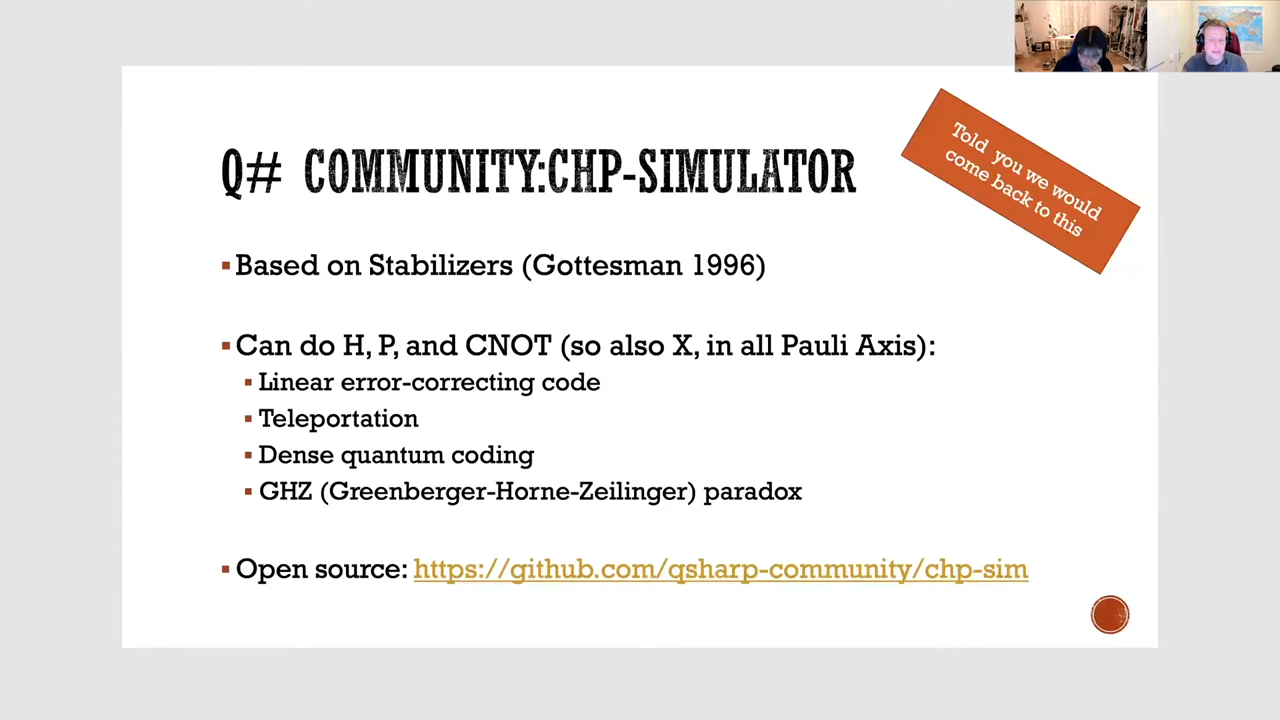 Q# COMMUNITY:CHP-SIMULATOR
Told you we would
come back to this
▪Based on Stabilizers (Gottesman 1996)
▪Can do H, P, and CNOT (so also X, in all Pauli Axis):
▪Linear error-correcting code
▪Teleportation
▪Dense quantum coding
▪GHZ (Greenberger-Horne-Zeilinger) paradox
▪Open source: https://github.com/qsharp-community/chp-sim